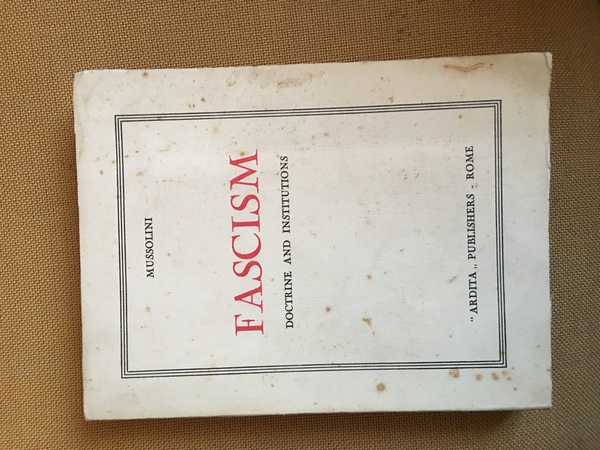 MUSSOLINI
FASCISM
DOCTRINE AND INSTITUTIONS
“ARDITA„ PUBLISHERS - ROME